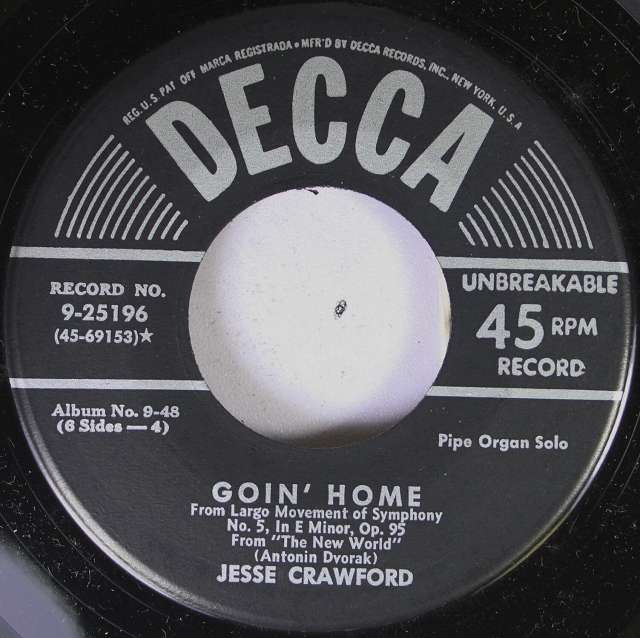 REG. U.S. PAT OFF MARCA REGISTRADA • MFR'D BY DECCA RECORDS, INC., NEW YORK, U.S.A
DECCA
RECORD NO.
9-25196
(45-69153)★
UNBREAKABLE
45 RPM
RECORD
Album No. 9-48
(6 Sides — 4)
Pipe Organ Solo
GOIN' HOME
From Largo Movement of Symphony
No. 5, In E Minor, Op. 95
From "The New World"
(Antonin Dvorak)
JESSE CRAWFORD